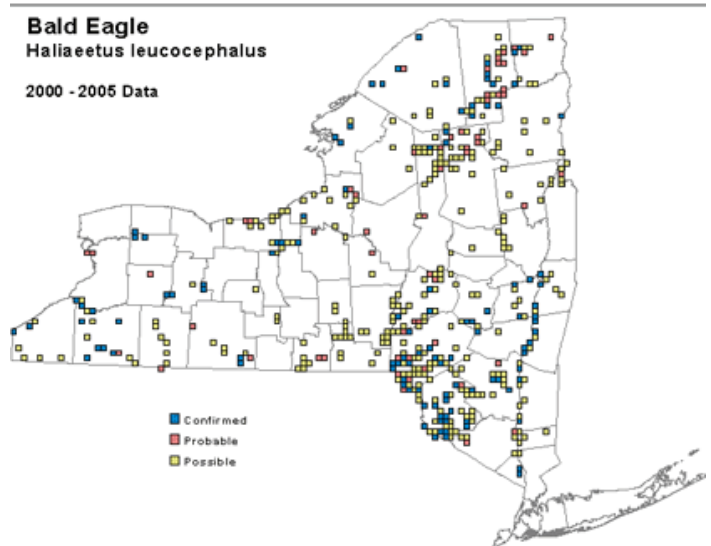 Bald Eagle
Haliaeetus leucocephalus
2000 - 2005 Data
Confirmed
Probable
Possible